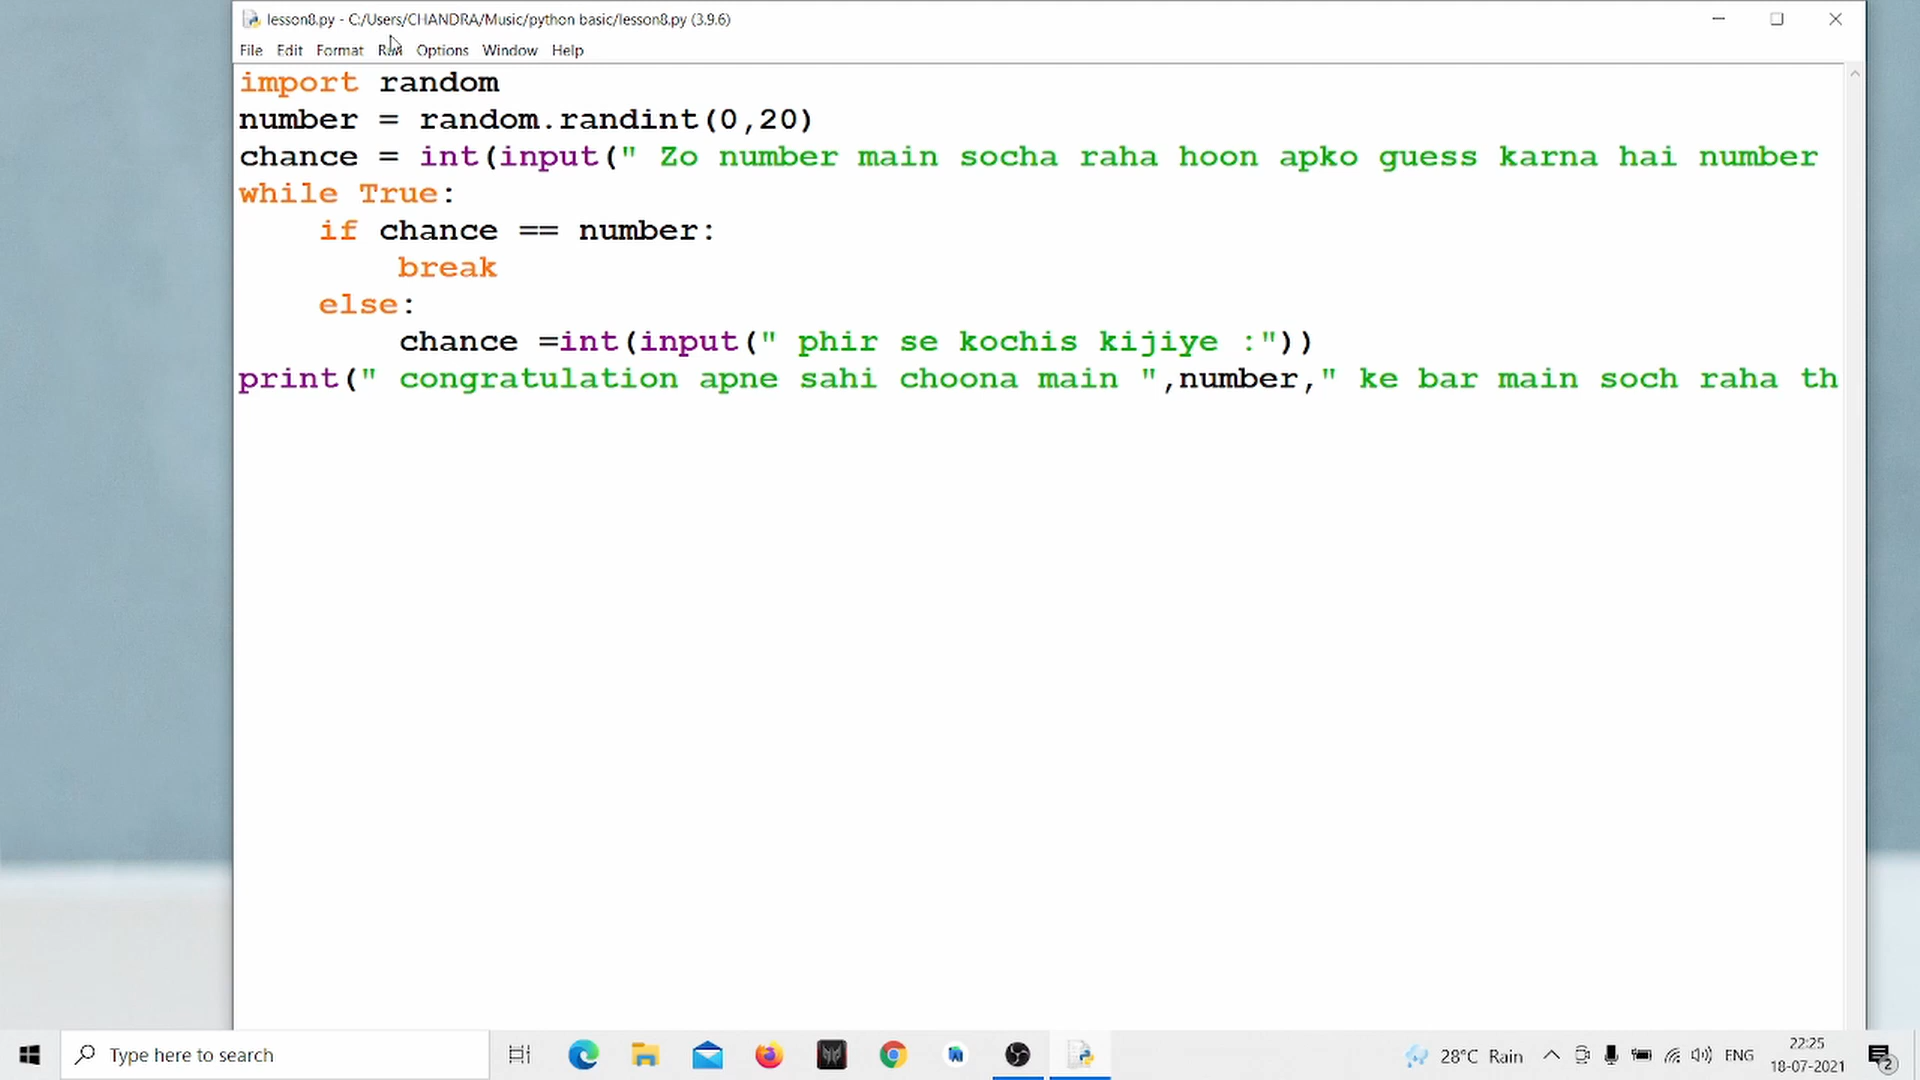 lesson8.py - C:/Users/CHANDRA/Music/python basic/lesson8.py (3.9.6)
File Edit Format Run Options Window Help
import random
number = random.randint(0,20)
chance = int(input(" Zo number main socha raha hoon apko guess karna hai number
while True:
if chance == number:
break
else:
chance =int(input(" phir se kochis kijiye :"))
print(" congratulation apne sahi choona main ",number," ke bar main soch raha th
Type here to search
28°C Rain
ENG
22:25
18-07-2021
2